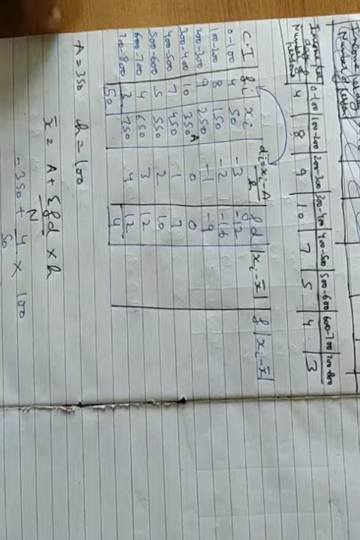 Income per day 0-100 100-200 200-300 300-400 400-500 500-600 600-700 700-800
Number of 4 8 9 10 7 5 4 3
C.I fi xi di = xi - A / h fd |xi - x̄| f|xi - x̄|
0-100 4 50 -3 -12
100-200 8 150 -2 -16
200-300 9 250 -1 -9
300-400 10 350 A 0 0
400-500 7 450 1 7
500-600 5 550 2 10
600-700 4 650 3 12
700-800 3 750 4 12
50 4
A = 350 h = 100
x̄ = A + Σfd / N × h
= 350 + 4 / 50 × 100